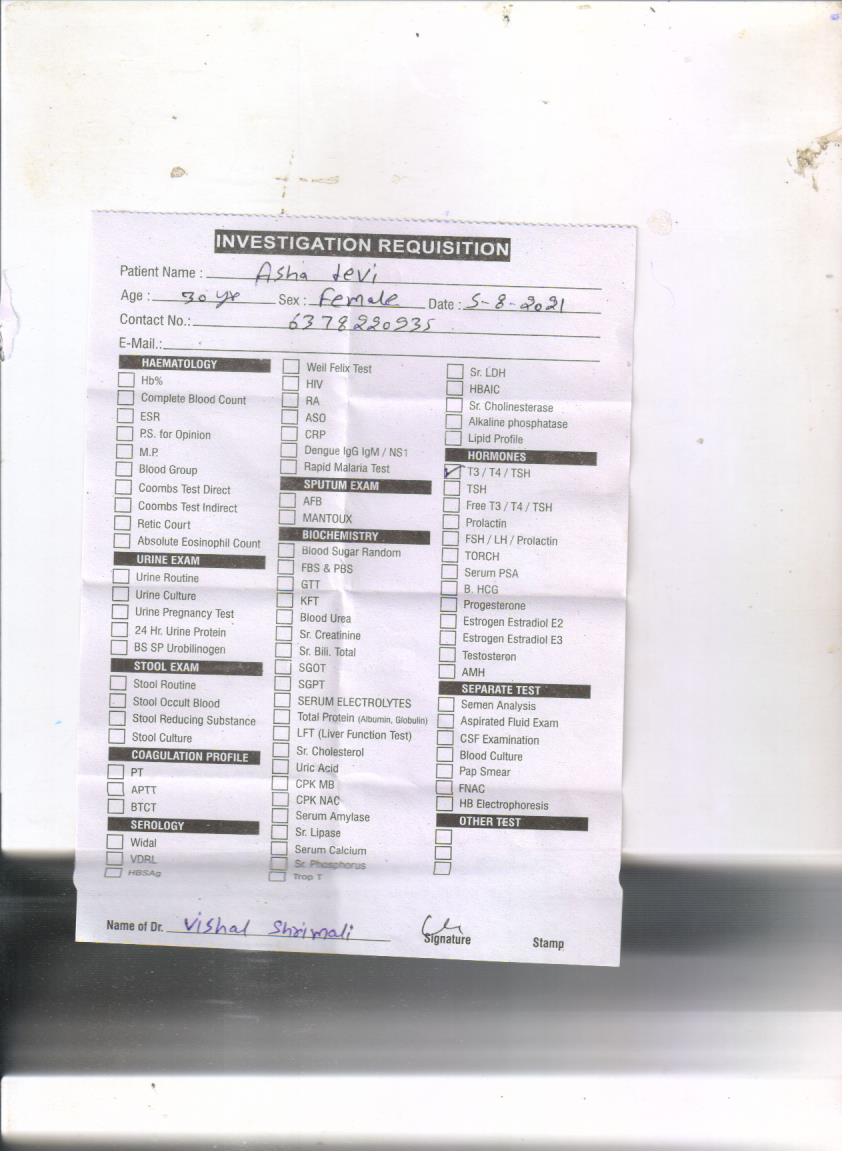 INVESTIGATION REQUISITION
Patient Name : Asha devi
Age : 30 yr Sex : Female Date : 5-8-2021
Contact No.: 6378220935
E-Mail.:
HAEMATOLOGY
Hb%
Complete Blood Count
ESR
P.S. for Opinion
M.P.
Blood Group
Coombs Test Direct
Coombs Test Indirect
Retic Court
Absolute Eosinophil Count
URINE EXAM
Urine Routine
Urine Culture
Urine Pregnancy Test
24 Hr. Urine Protein
BS SP Urobilinogen
STOOL EXAM
Stool Routine
Stool Occult Blood
Stool Reducing Substance
Stool Culture
COAGULATION PROFILE
PT
APTT
BTCT
SEROLOGY
Widal
VDRL
HBSAg
Weil Felix Test
HIV
RA
ASO
CRP
Dengue IgG IgM / NS1
Rapid Malaria Test
SPUTUM EXAM
AFB
MANTOUX
BIOCHEMISTRY
Blood Sugar Random
FBS & PBS
GTT
KFT
Blood Urea
Sr. Creatinine
Sr. Bili. Total
SGOT
SGPT
SERUM ELECTROLYTES
Total Protein (Albumin, Globulin)
LFT (Liver Function Test)
Sr. Cholesterol
Uric Acid
CPK MB
CPK NAC
Serum Amylase
Sr. Lipase
Serum Calcium
Sr. Phosphorus
Trop T
Sr. LDH
HBAIC
Sr. Cholinesterase
Alkaline phosphatase
Lipid Profile
HORMONES
✓ T3 / T4 / TSH
TSH
Free T3 / T4 / TSH
Prolactin
FSH / LH / Prolactin
TORCH
Serum PSA
B. HCG
Progesterone
Estrogen Estradiol E2
Estrogen Estradiol E3
Testosteron
AMH
SEPARATE TEST
Semen Analysis
Aspirated Fluid Exam
CSF Examination
Blood Culture
Pap Smear
FNAC
HB Electrophoresis
OTHER TEST
Name of Dr. Vishal Shrimali
Signature Stamp